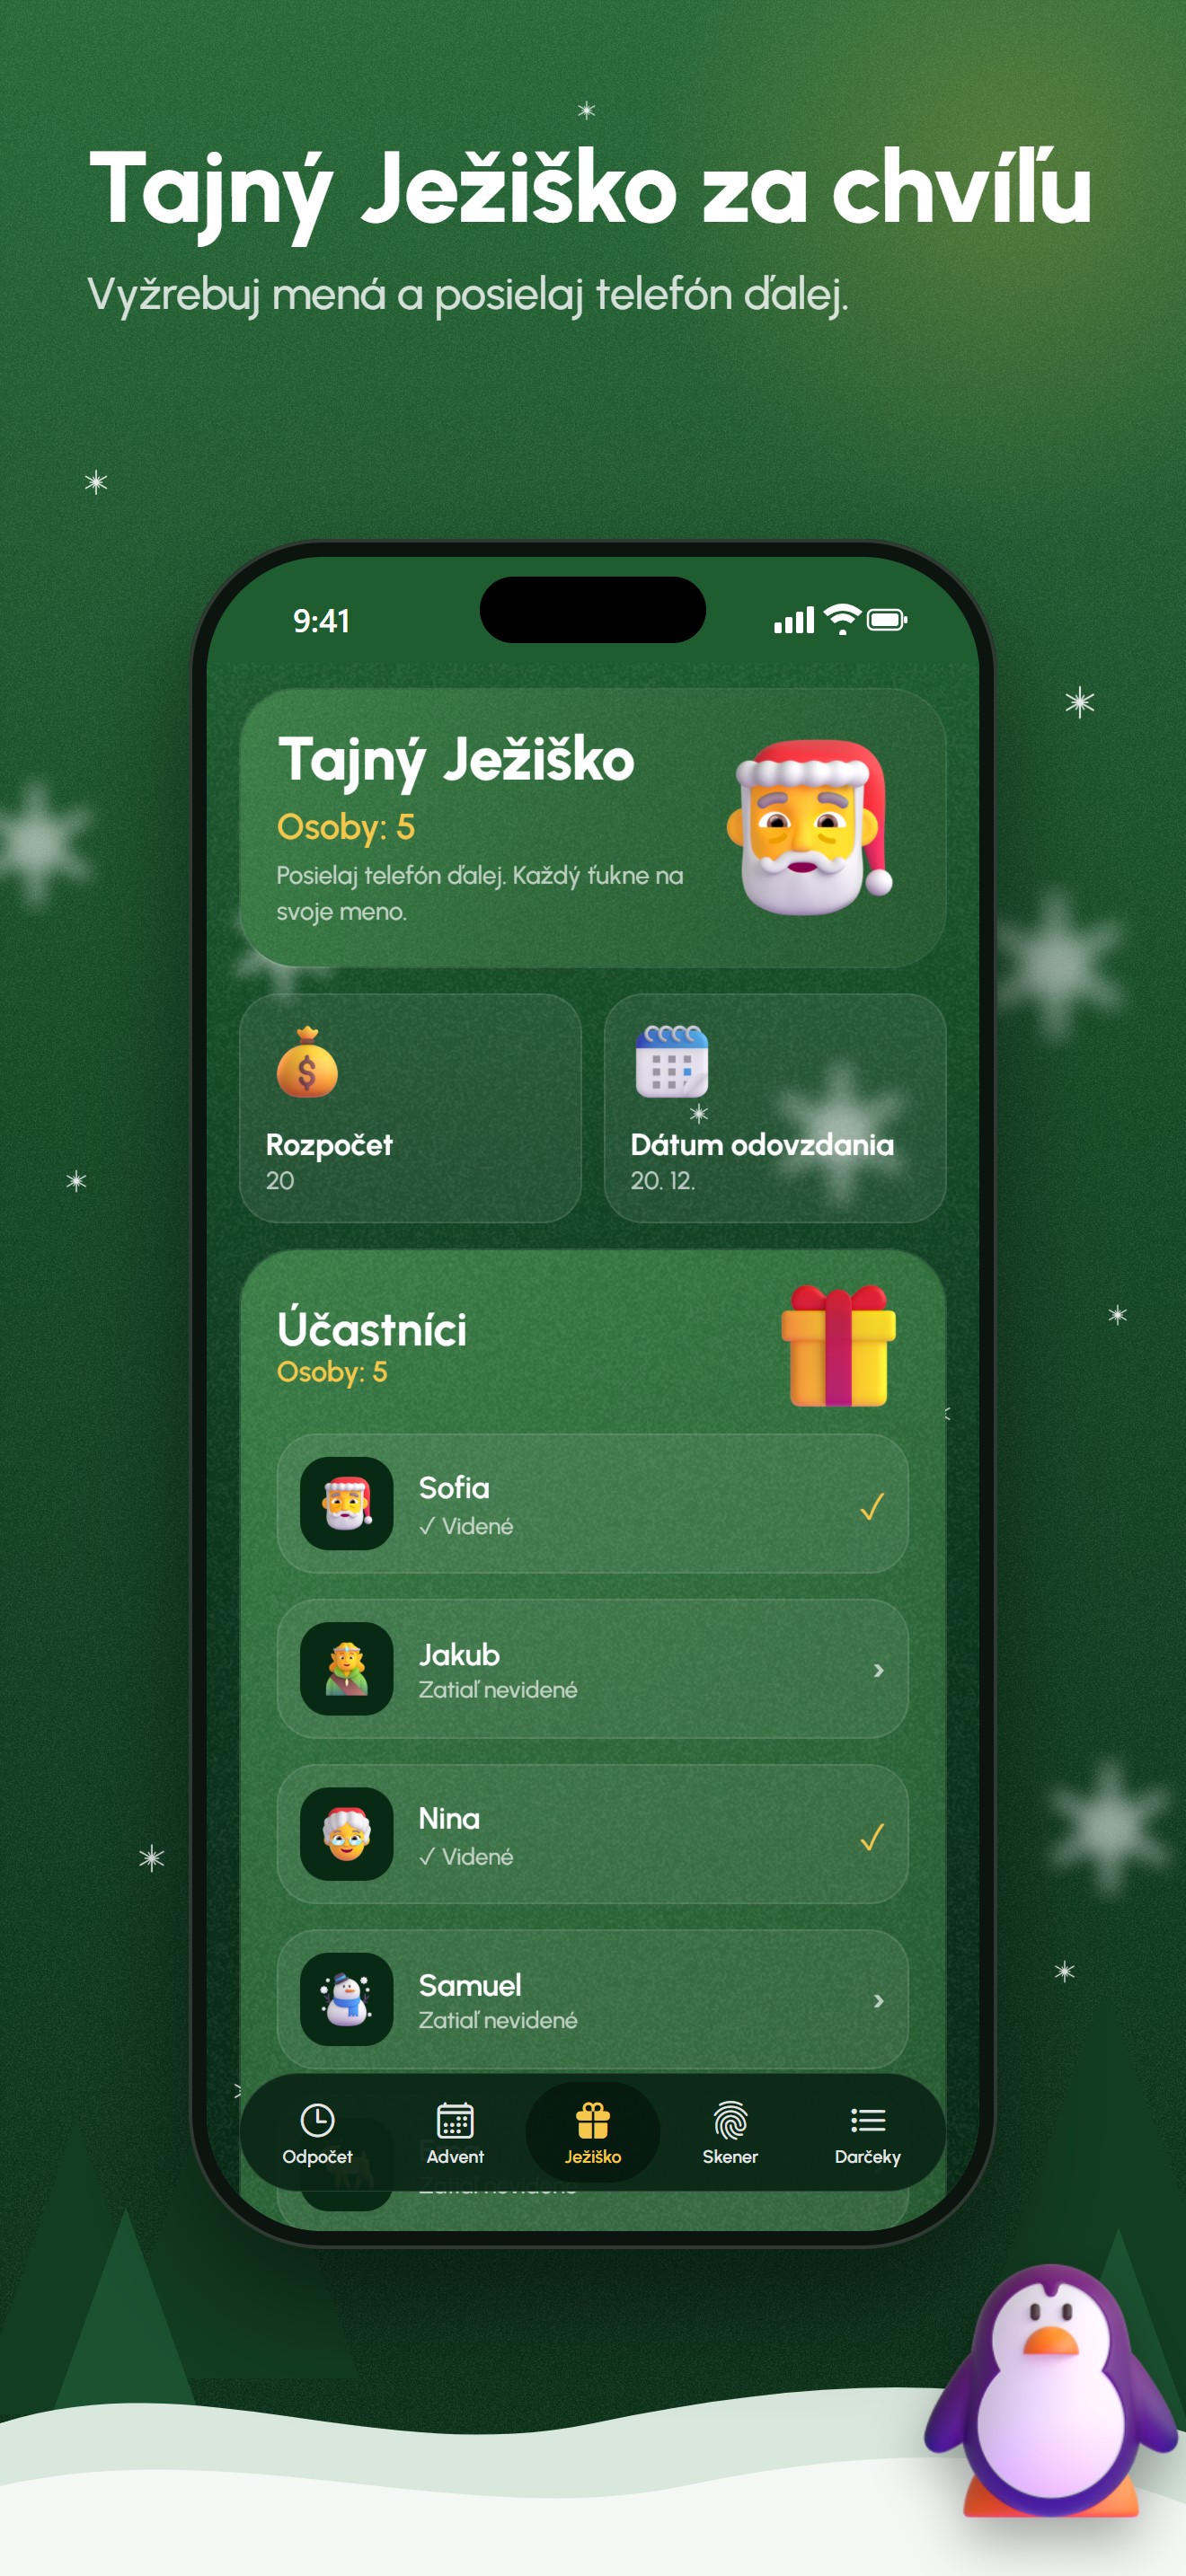 Tajný Ježiško za chvíľu
Vyžrebuj mená a posielaj telefón ďalej.
9:41
Tajný Ježiško
Osoby: 5
Posielaj telefón ďalej. Každý ťukne na
svoje meno.
Rozpočet
20
Dátum odovzdania
20. 12.
Účastníci
Osoby: 5
Sofia
✓ Videné
Jakub
Zatiaľ nevidené
Nina
✓ Videné
Samuel
Zatiaľ nevidené
Zatiaľ nevidené
Odpočet
Advent
Ježiško
Skener
Darčeky